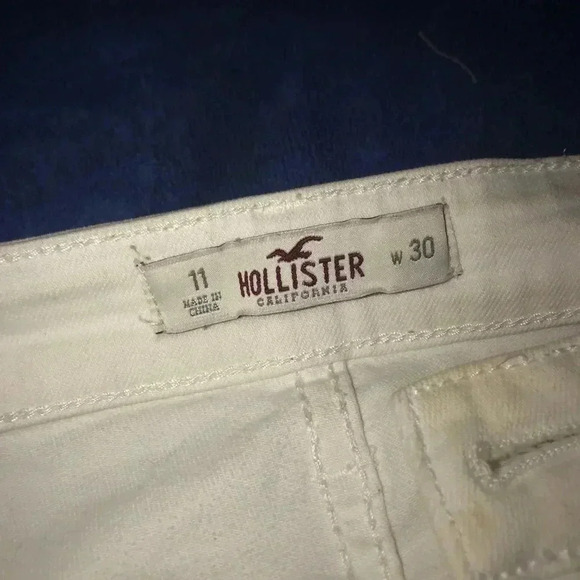 11
MADE IN
CHINA
HOLLISTER
CALIFORNIA
W 30